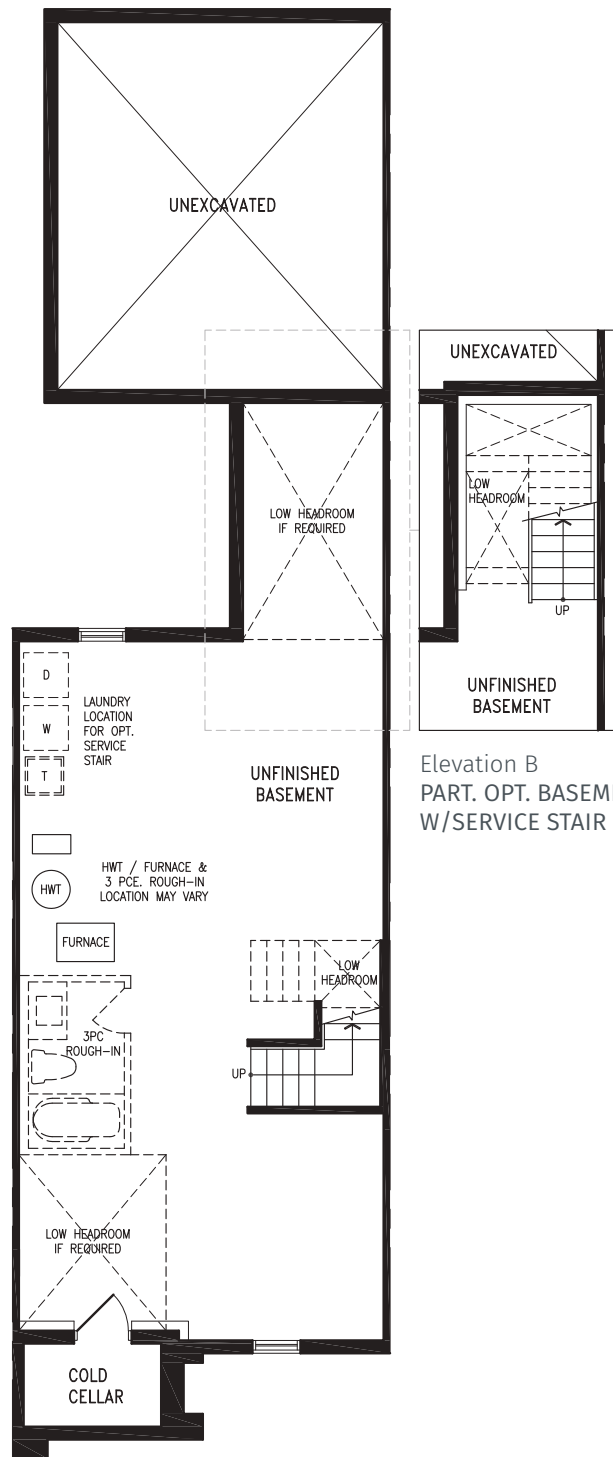 UNEXCAVATED
UNEXCAVATED
LOW
HEADROOM
UP
UNFINISHED
BASEMENT
Elevation B
PART. OPT.
W/SERVICE STAIR
LOW HEADROOM
IF REQUIRED
D
W
T
LAUNDRY
LOCATION
FOR OPT.
SERVICE
STAIR
UNFINISHED
BASEMENT
HWT
HWT / FURNACE &
3 PCE. ROUGH-IN
LOCATION MAY VARY
FURNACE
LOW
HEADROOM
3PC
ROUGH-IN
UP
LOW HEADROOM
IF REQUIRED
COLD
CELLAR